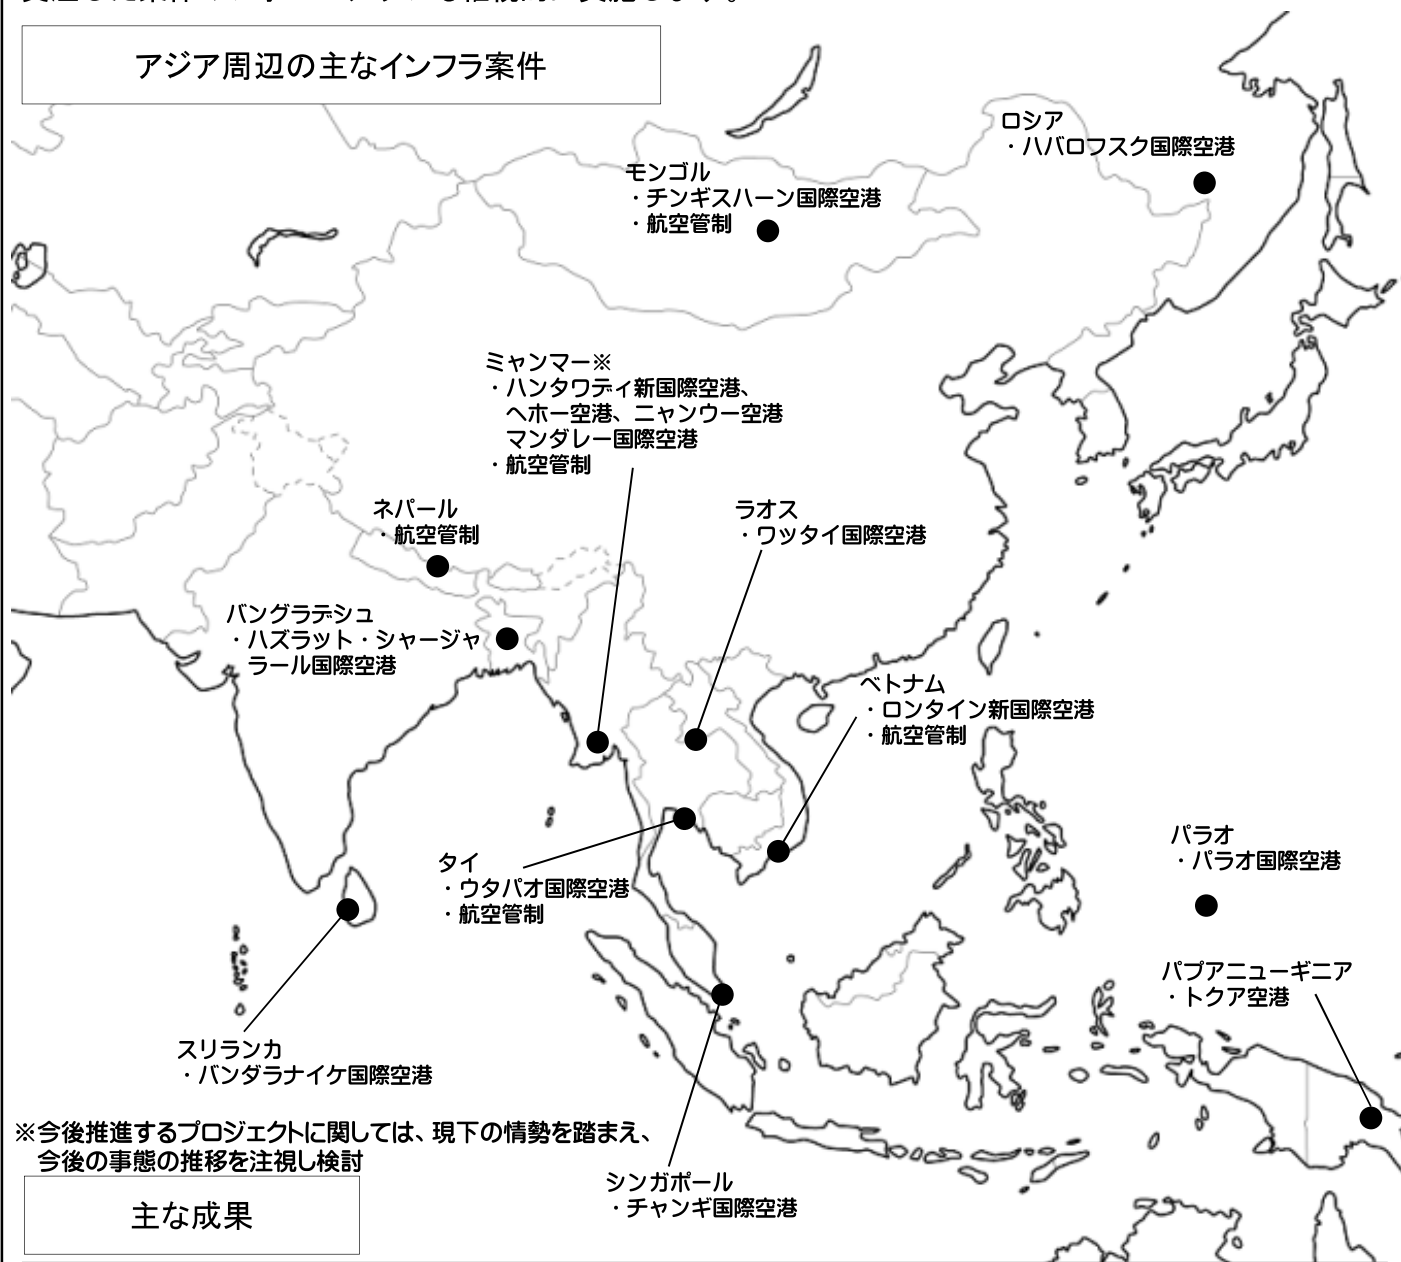 アジア周辺の主なインフラ案件
ロシア
・ハバロフスク国際空港
モンゴル
・チンギスハーン国際空港
・航空管制
ミャンマー※
・ハンタワディ新国際空港、
ヘホー空港、ニャンウー空港
マンダレー国際空港
・航空管制
ネパール
・航空管制
ラオス
・ワッタイ国際空港
バングラデシュ
・ハズラット・シャージャ
ラール国際空港
ベトナム
・ロンタイン新国際空港
・航空管制
タイ
・ウタパオ国際空港
・航空管制
パラオ
・パラオ国際空港
パプアニューギニア
・トクア空港
スリランカ
・バンダラナイケ国際空港
※今後推進するプロジェクトに関しては、現下の情勢を踏まえ、
今後の事態の推移を注視し検討
シンガポール
・チャンギ国際空港
主な成果